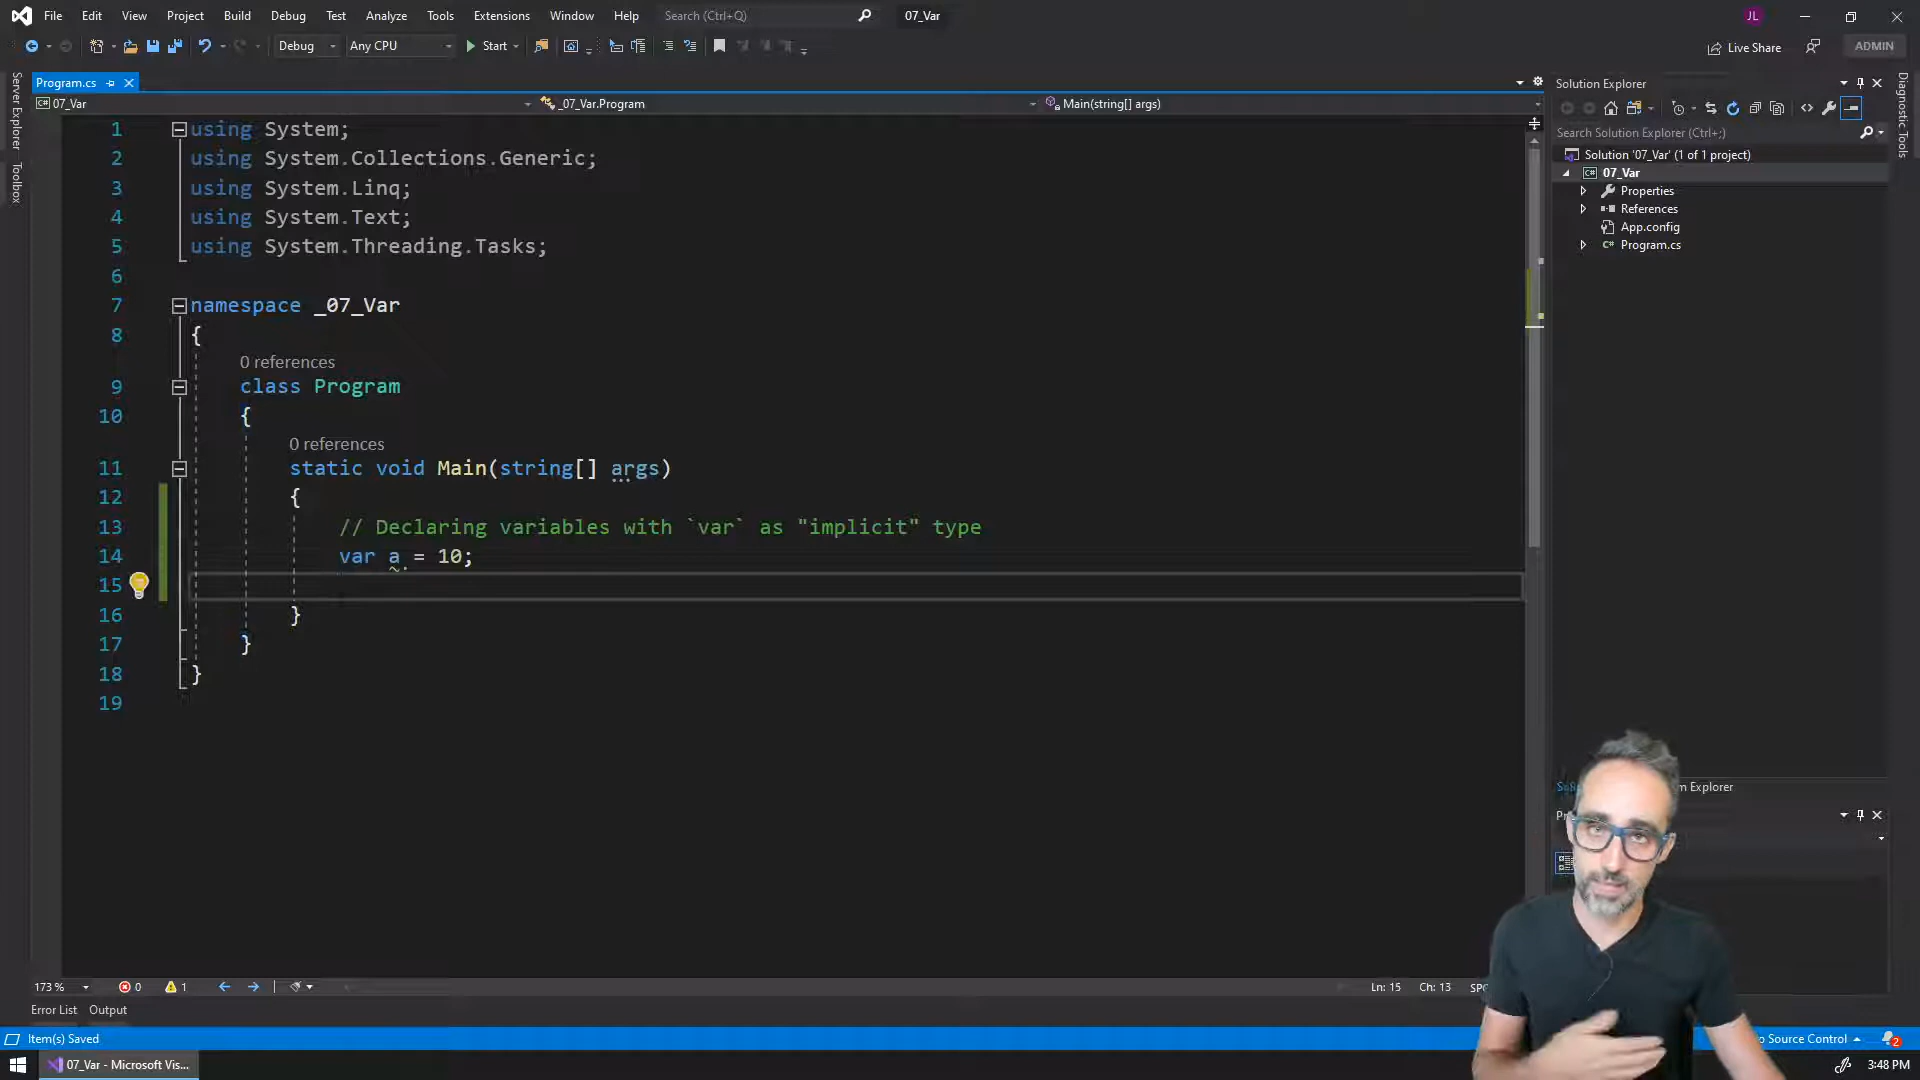 File Edit View Project Build Debug Test Analyze Tools Extensions Window Help Search (Ctrl+Q) 07_Var JL
Debug Any CPU Start Live Share ADMIN
Program.cs
07_Var _07_Var.Program Main(string[] args)
Server Explorer
Toolbox
1 using System;
2 using System.Collections.Generic;
3 using System.Linq;
4 using System.Text;
5 using System.Threading.Tasks;
6
7 namespace _07_Var
8 {
0 references
9 class Program
10 {
0 references
11 static void Main(string[] args)
12 {
13 // Declaring variables with `var` as "implicit" type
14 var a = 10;
15
16 }
17 }
18 }
19
Solution Explorer
Search Solution Explorer (Ctrl+;)
Solution '07_Var' (1 of 1 project)
07_Var
Properties
References
App.config
Program.cs
Diagnostic Tools
Explorer
173 % 0 1 Ln: 15 Ch: 13
Error List Output
Item(s) Saved Source Control 2
07_Var - Microsoft Vis... 3:48 PM